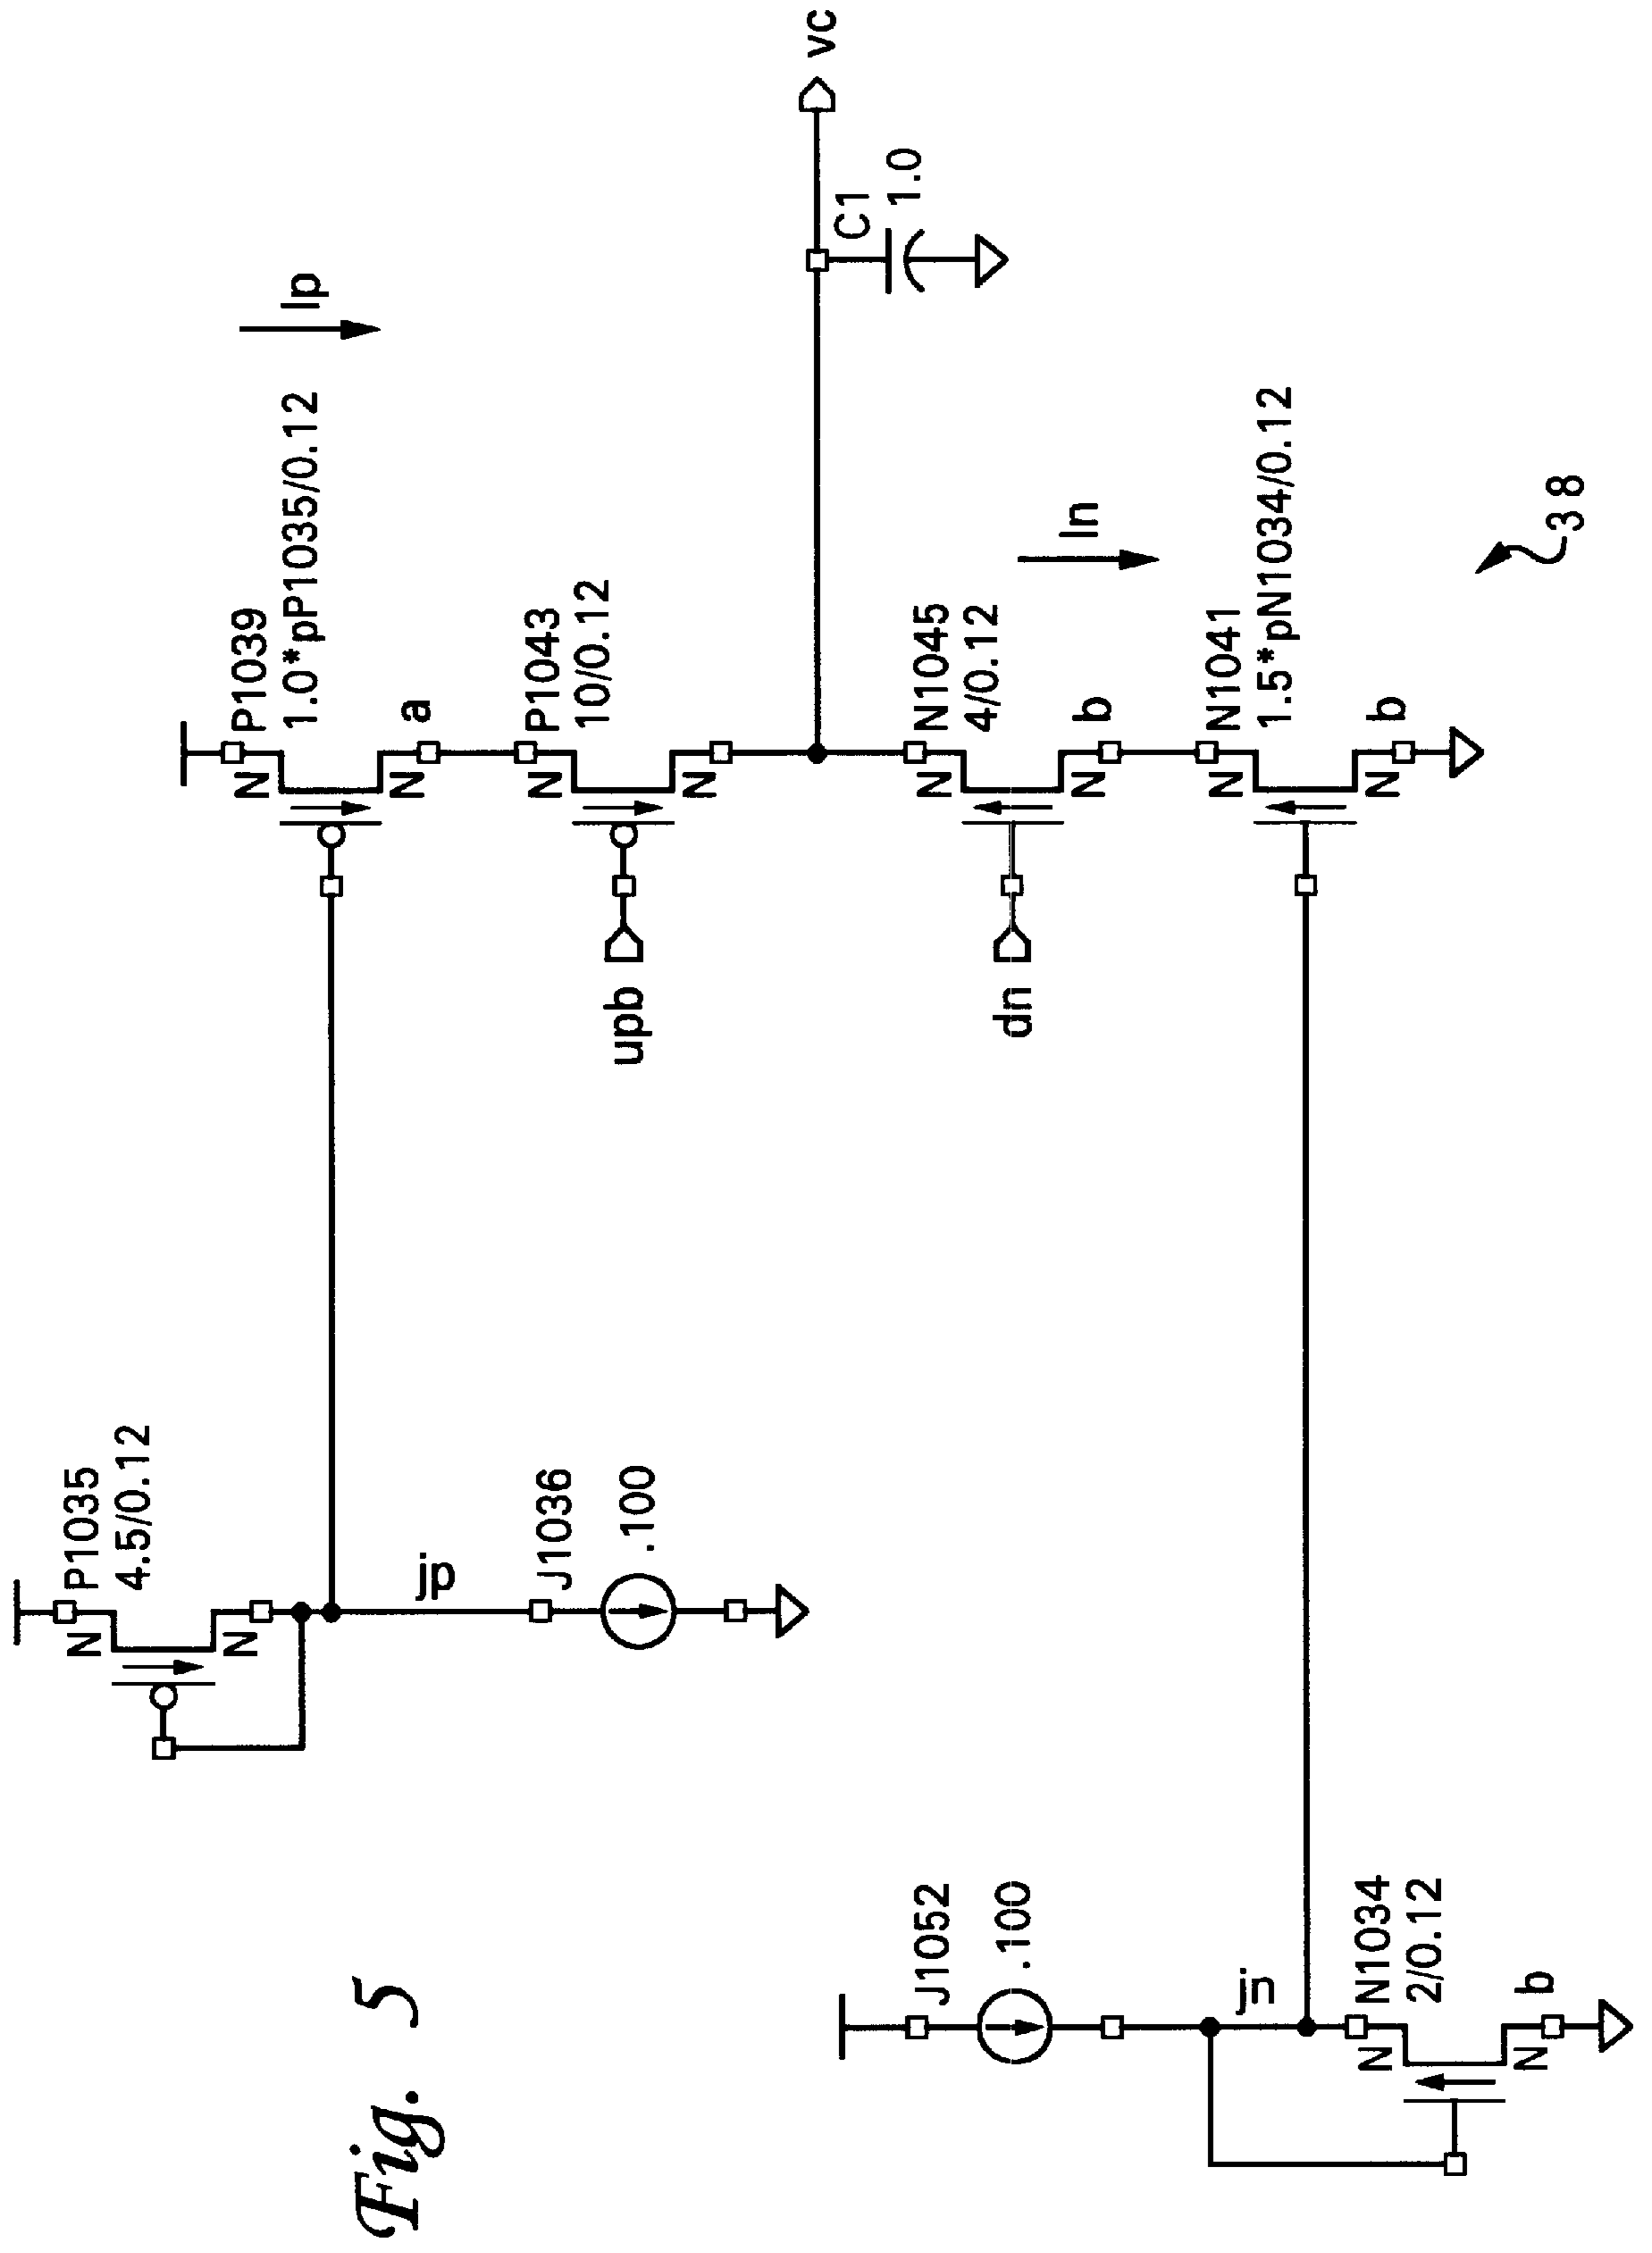 Fig. 5
P1035
4.5/0.12
N
N
jp
J1036
.100
J1052
.100
jn
N1034
2/0.12
N
N
b
P1039
1.0*pP1035/0.12
N
N
a
Ip
P1043
10/0.12
N
N
upb
vc
C1
1.0
N1045
4/0.12
N
N
dn
b
In
N1041
1.5*pN1034/0.12
N
N
b
38